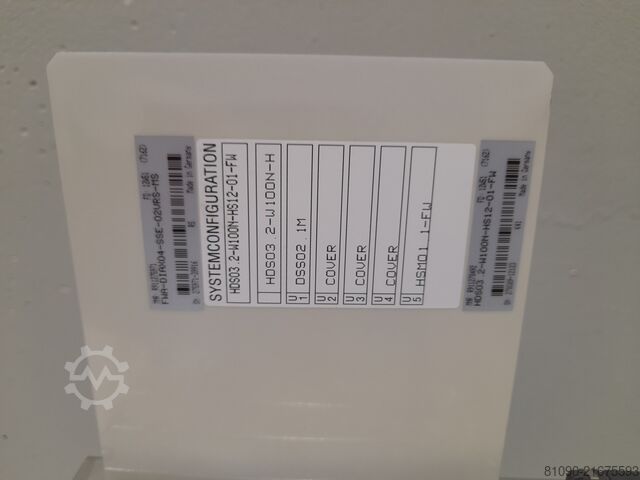 FWA-DIAX04-SSE-02VRS-MS
(7162)
Made in Germany
SYSTEMCONFIGURATION
HDS03.2-W100N-HS12-01-FW
HDS03.2-W100N-H
U1 DSS02.1M
U2 COVER
U3 COVER
U4 COVER
U5 HSM01.1-FW
(7162)
HDS03.2-W100N-HS12-01-FW
Made in Germany
81090-21675593